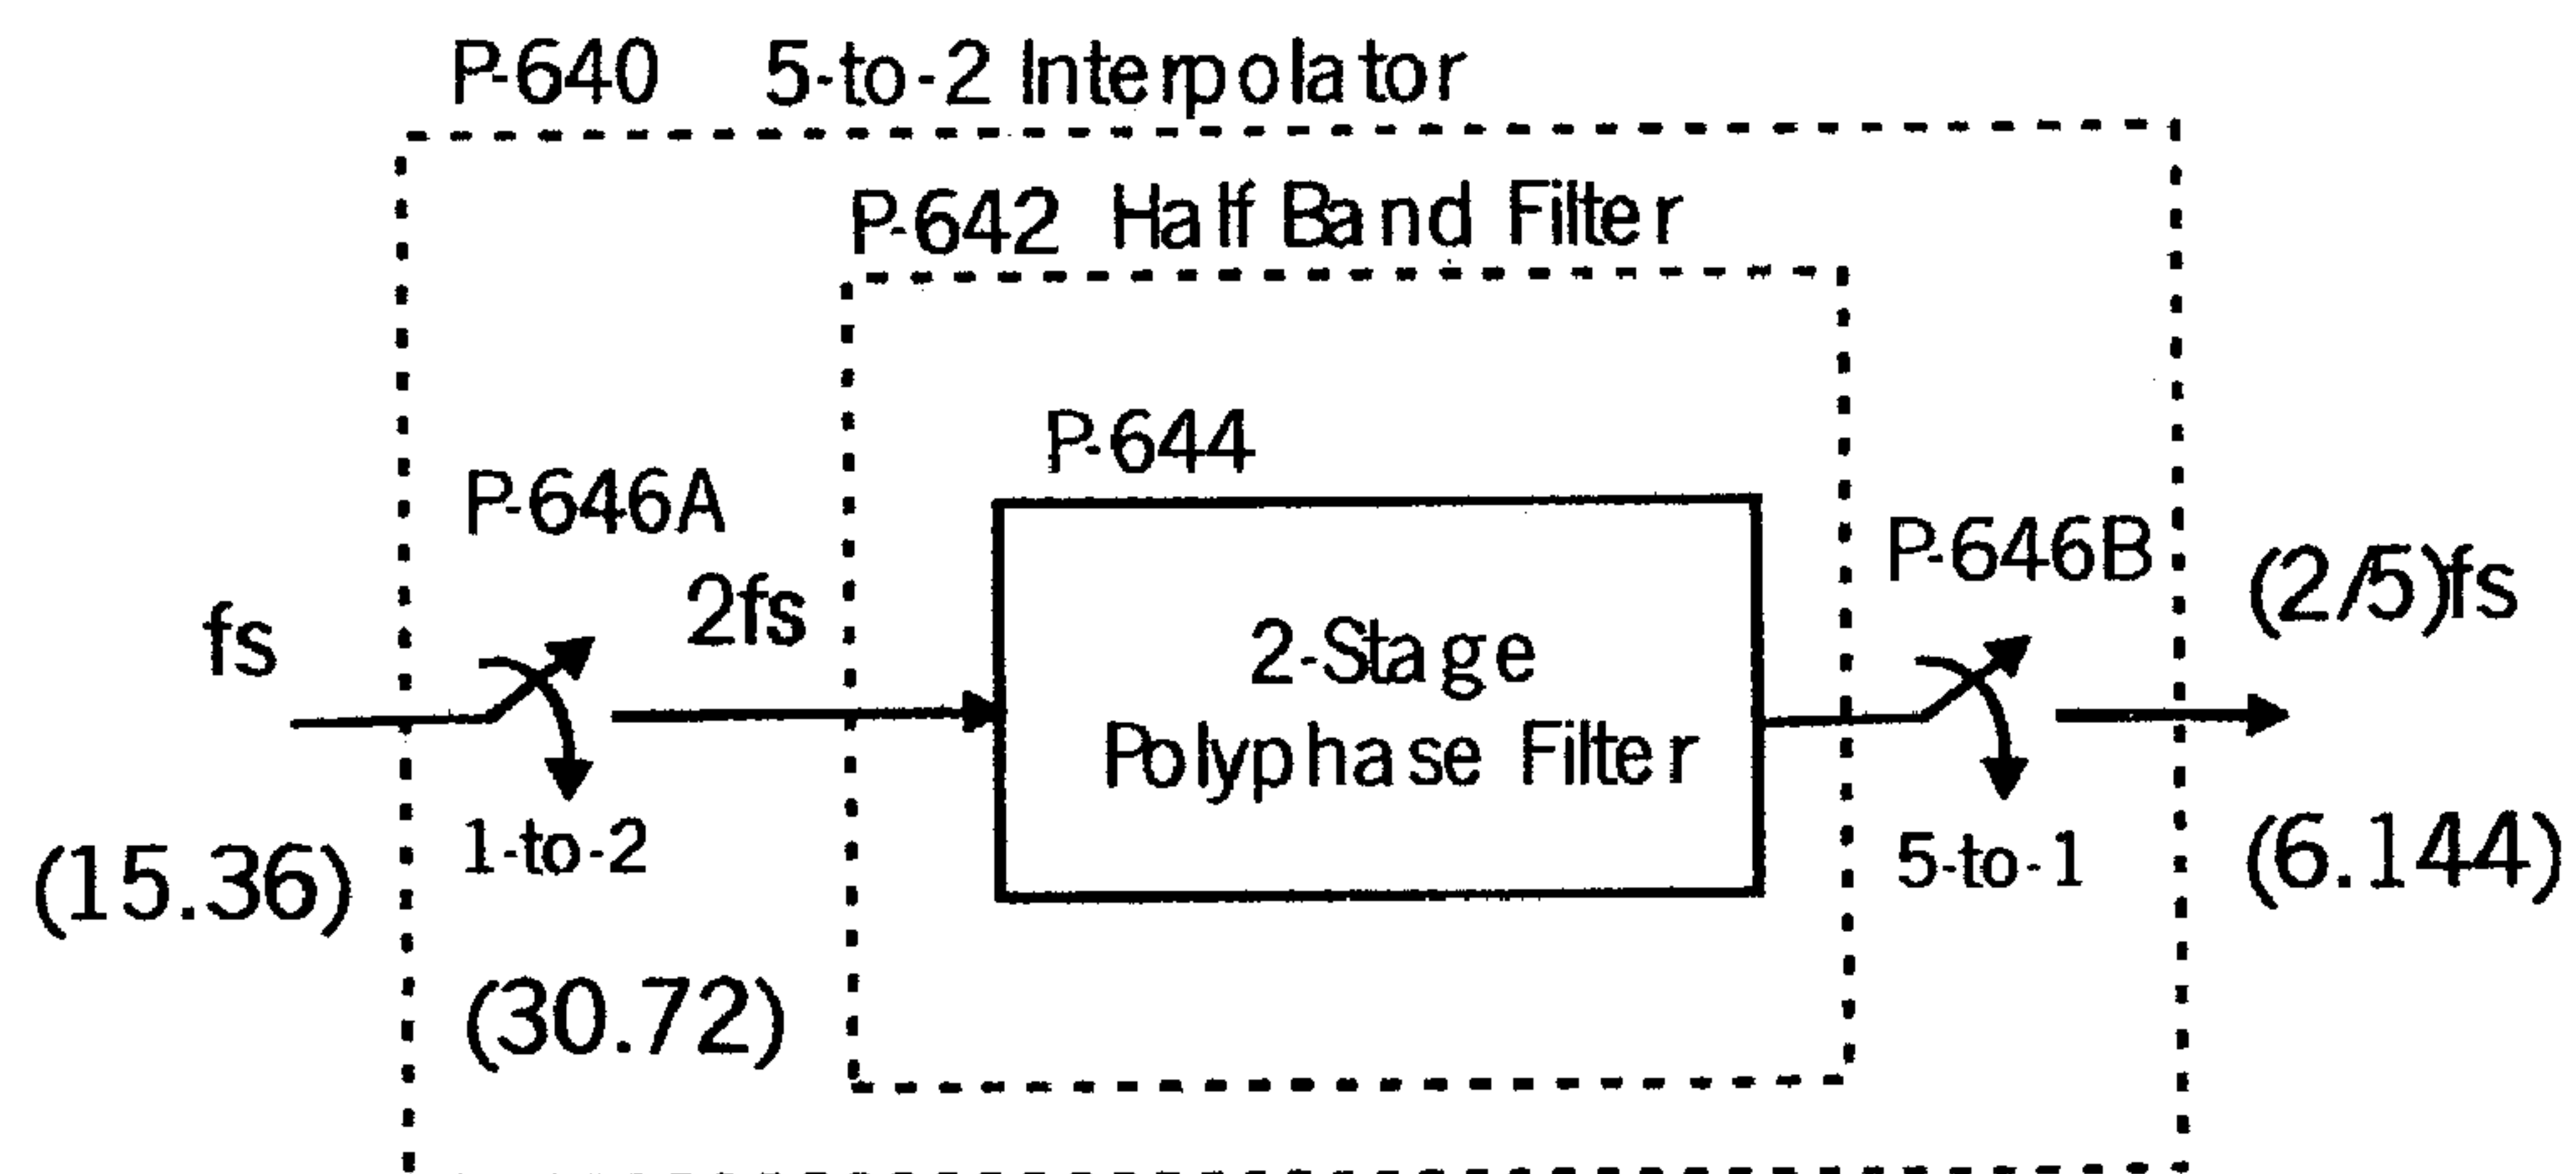 P-640 5-to-2 Interpolator
P-642 Half Band Filter
P-644
P-646A
P-646B
fs
2fs
(2/5)fs
2-Stage
Polyphase Filter
1-to-2
5-to-1
(15.36)
(6.144)
(30.72)